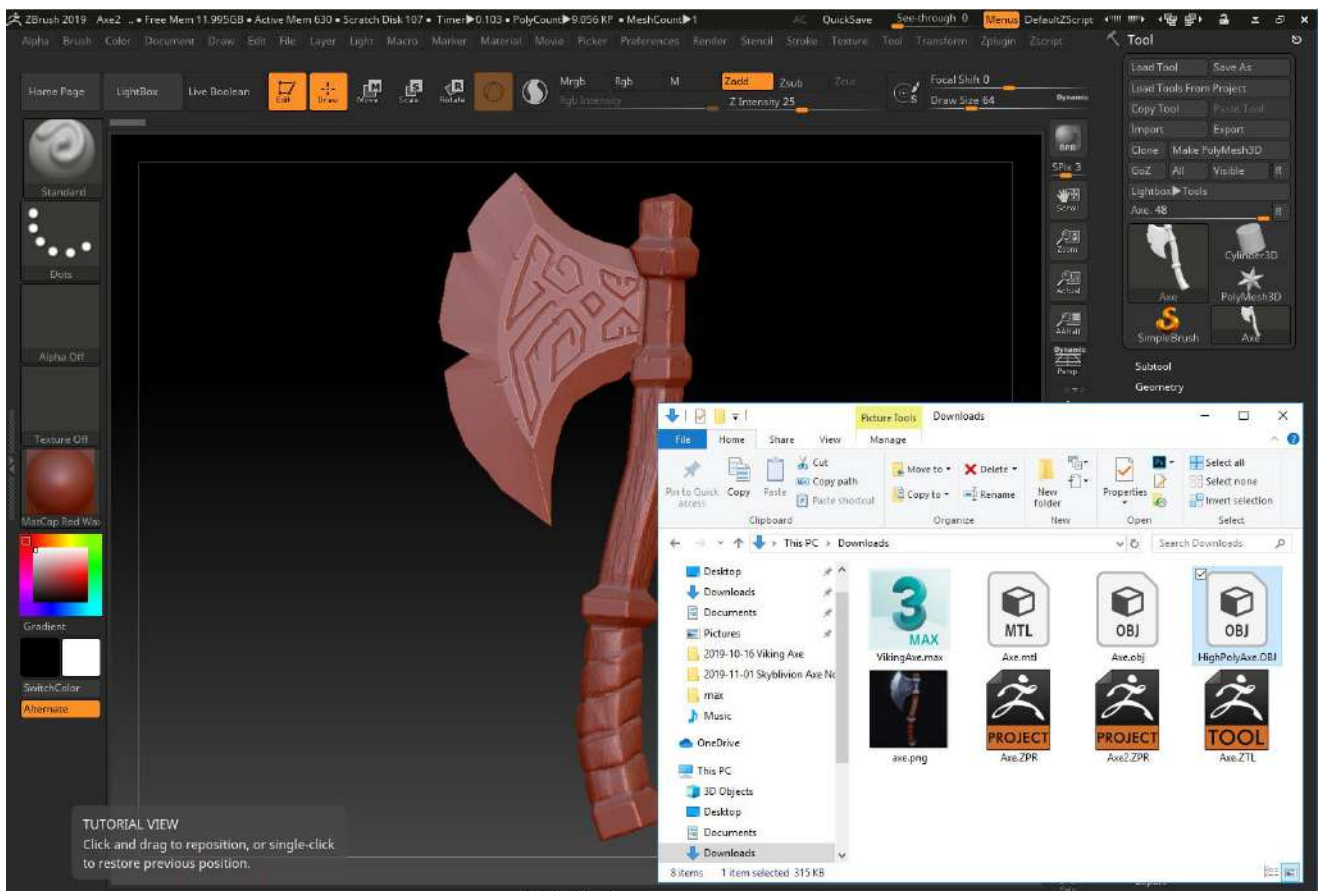 ZBrush 2019 Axe2 .. • Free Mem 11.995GB • Active Mem 630 • Scratch Disk 107 • Timer▶0.103 • PolyCount▶9.056 KP • MeshCount▶1 AC QuickSave See-through 0 Menus DefaultZScript
Alpha Brush Color Document Draw Edit File Layer Light Macro Marker Material Movie Picker Preferences Render Stencil Stroke Texture Tool Transform Zplugin Zscript
Tool
Home Page LightBox Live Boolean Edit Draw Move Scale Rotate
Mrgb Rgb M Zadd Zsub Zcut
Rgb Intensity Z Intensity 25
S Focal Shift 0
Draw Size 64 Dynamic
Load Tool Save As
Load Tools From Project
Copy Tool Paste Tool
Import Export
Clone Make PolyMesh3D
GoZ All Visible R
Lightbox▶Tools
Axe. 48 R
Axe Cylinder3D
PolyMesh3D
SimpleBrush Axe
Subtool
Geometry
Standard
Dots
Alpha Off
Texture Off
MatCap Red Wax
Gradient
SwitchColor
Alternate
BPR
SPix 3
Scroll
Zoom
Actual
AAHalf
Dynamic
Persp
TUTORIAL VIEW
Click and drag to reposition, or single-click
to restore previous position.
Picture Tools Downloads
File Home Share View Manage
Pin to Quick access Copy Paste
Cut
Copy path
Paste shortcut
Move to Delete
Copy to Rename
New folder
Properties
Select all
Select none
Invert selection
Clipboard Organize New Open Select
This PC > Downloads
Search Downloads
Desktop
Downloads
Documents
Pictures
2019-10-16 Viking Axe
2019-11-01 Skyblivion Axe No
max
Music
OneDrive
This PC
3D Objects
Desktop
Documents
Downloads
3 MAX
VikingAxe.max
MTL
Axe.mtl
OBJ
Axe.obj
OBJ
HighPolyAxe.OBJ
axe.png
PROJECT
Axe.ZPR
PROJECT
Axe2.ZPR
TOOL
Axe.ZTL
8 items 1 item selected 315 KB